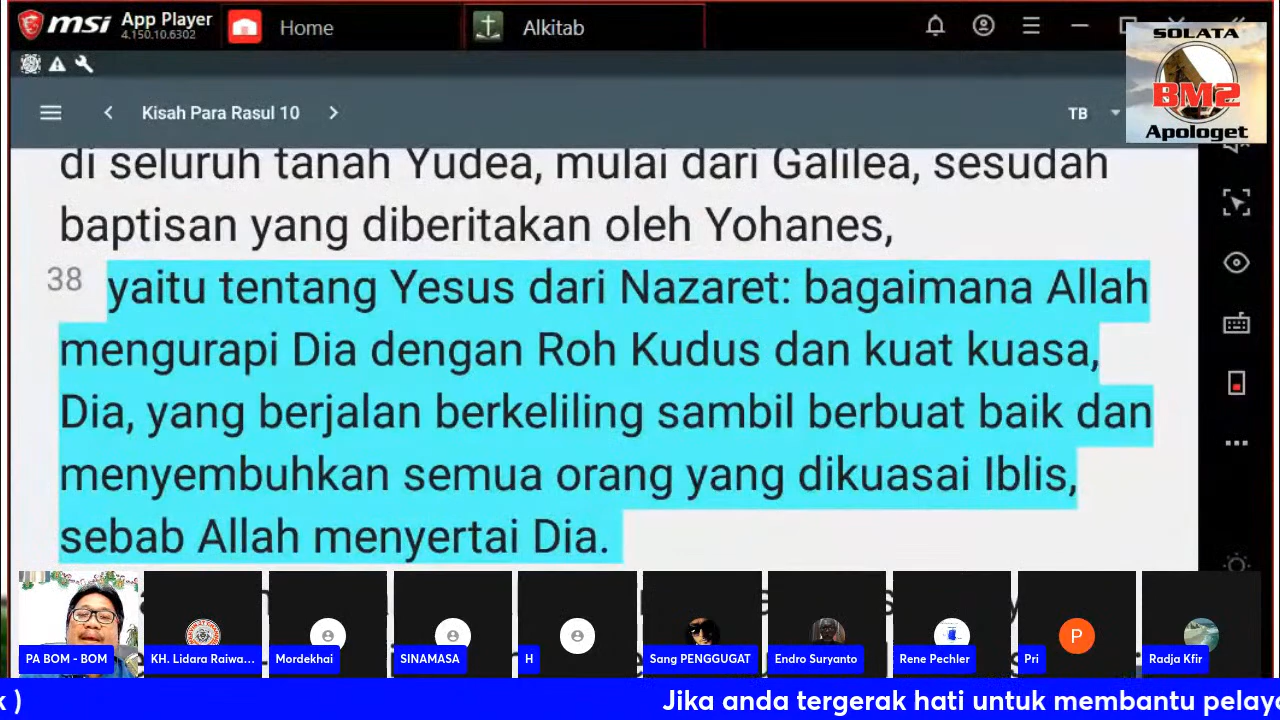 msi App Player
4.150.10.6302
Home
Alkitab
SOLATA
BM2
Apologet
Kisah Para Rasul 10
TB
di seluruh tanah Yudea, mulai dari Galilea, sesudah
baptisan yang diberitakan oleh Yohanes,
38 yaitu tentang Yesus dari Nazaret: bagaimana Allah
mengurapi Dia dengan Roh Kudus dan kuat kuasa,
Dia, yang berjalan berkeliling sambil berbuat baik dan
menyembuhkan semua orang yang dikuasai Iblis,
sebab Allah menyertai Dia.
P
PA BOM - BOM
KH. Lidara Raiwa...
Mordekhai
SINAMASA
H
Sang PENGGUGAT
Endro Suryanto
Rene Pechler
Pri
Radja Kfir
k )
Jika anda tergerak hati untuk membantu pelaya